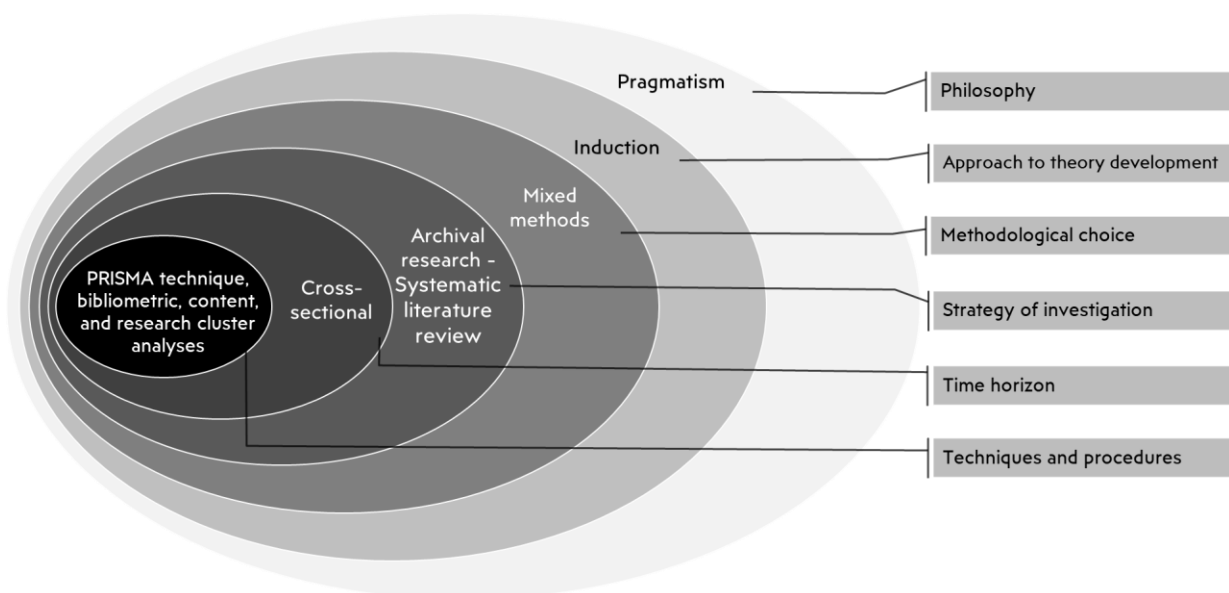 Pragmatism
Philosophy
Induction
Approach to theory development
Mixed
methods
Methodological choice
Archival
research -
Systematic
literature
review
Strategy of investigation
Cross-
sectional
Time horizon
PRISMA technique,
bibliometric, content,
and research cluster
analyses
Techniques and procedures